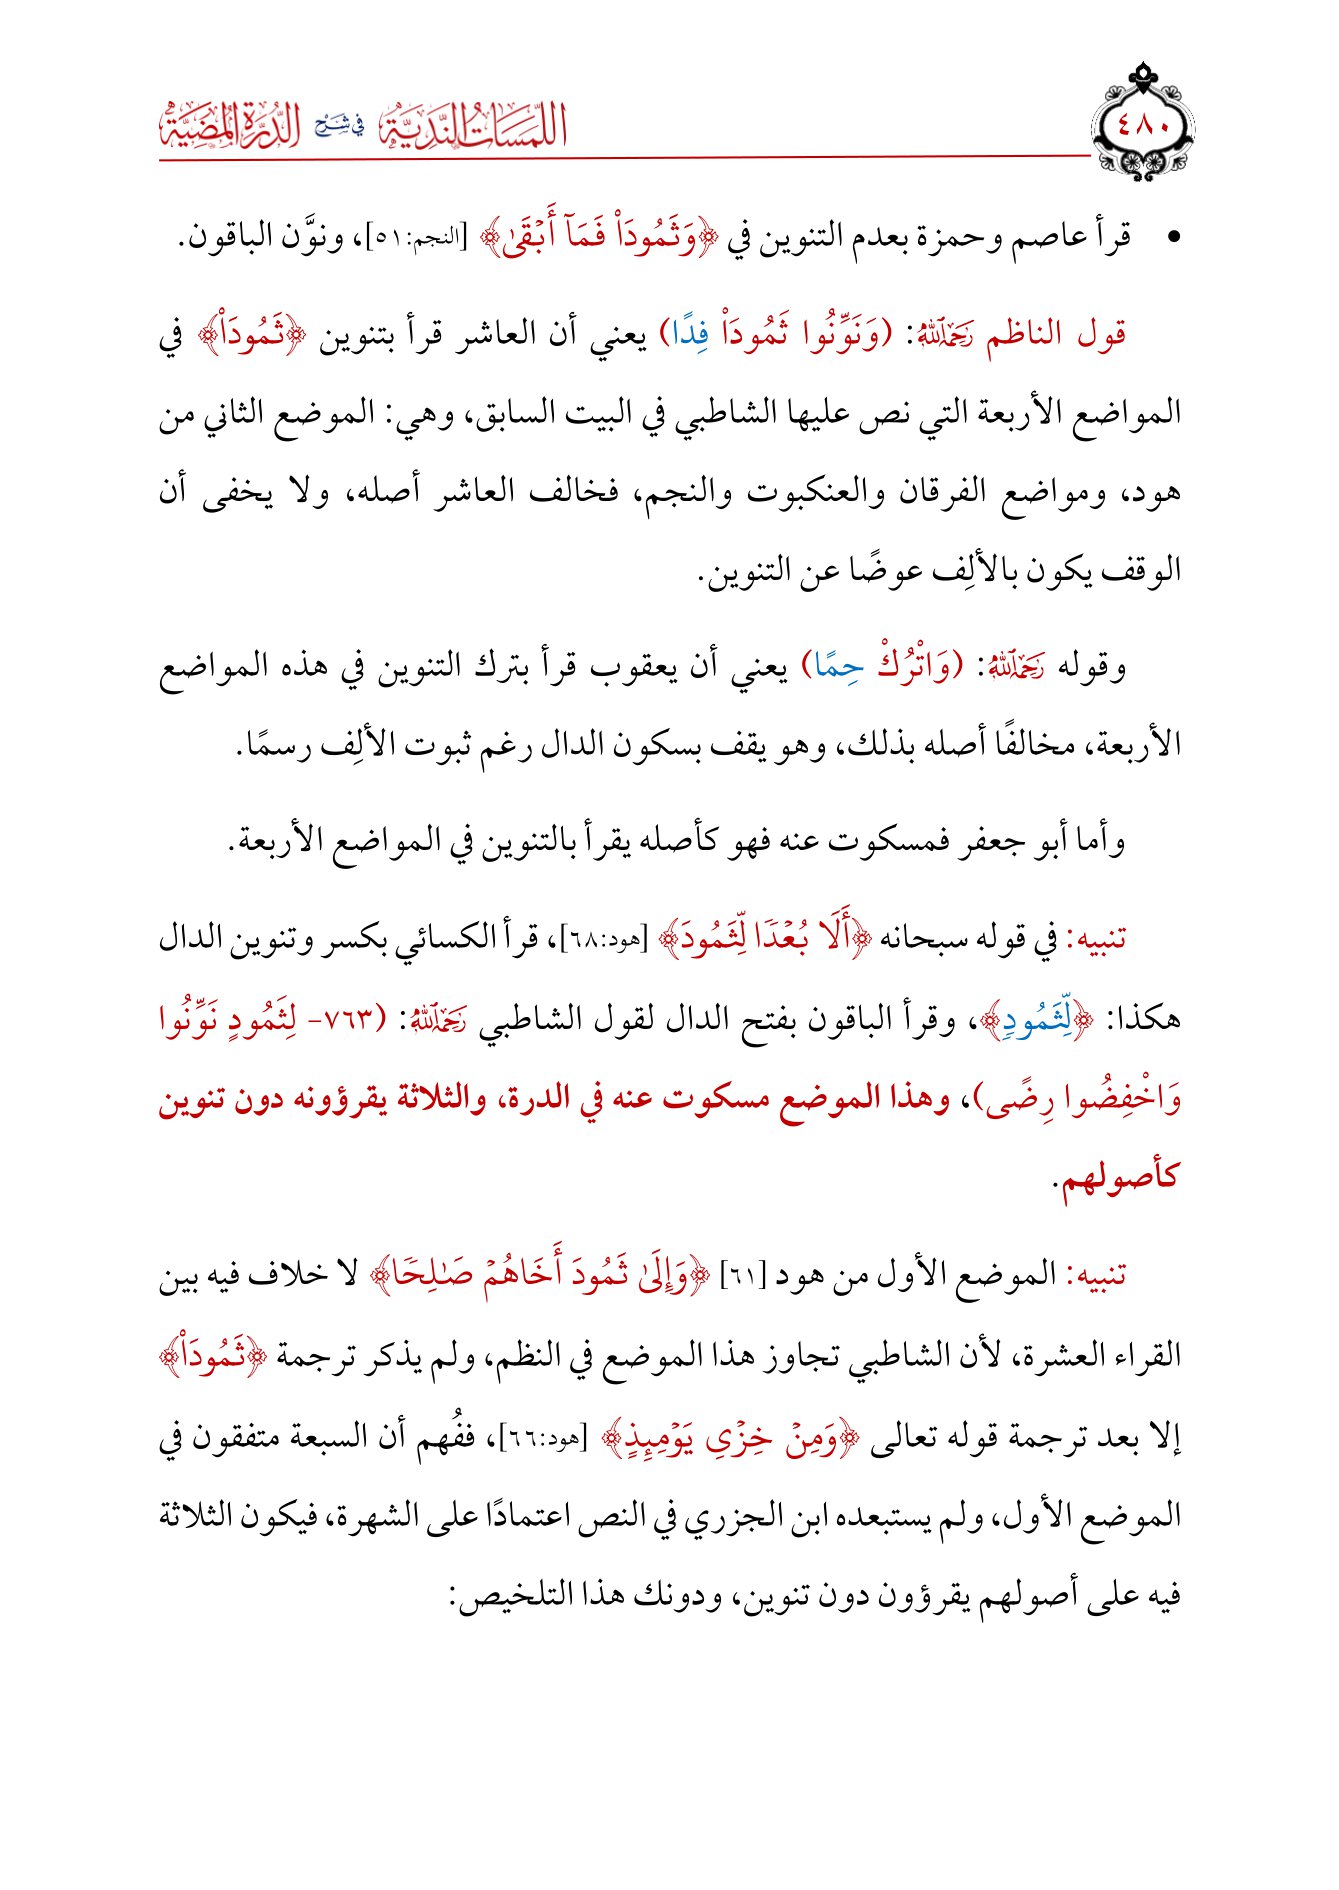 ٤٨٠
اللمسات الندية في شرح الدرة المضية
• قرأ عاصم وحمزة بعدم التنوين في ﴿وَثَمُودَاْ فَمَآ أَبۡقَىٰ﴾ [النجم:٥١]، ونوَّن الباقون.
قول الناظم رَحِمَهُ ٱللَّهُ: (وَنَوِّنُوا ثَمُودَاْ فِدًا) يعني أن العاشر قرأ بتنوين ﴿ثَمُودَاْ﴾ في
المواضع الأربعة التي نص عليها الشاطبي في البيت السابق، وهي: الموضع الثاني من
هود، ومواضع الفرقان والعنكبوت والنجم، فخالف العاشر أصله، ولا يخفى أن
الوقف يكون بالألِف عوضًا عن التنوين.
وقوله رَحِمَهُ ٱللَّهُ: (وَاتْرُكْ حِمًا) يعني أن يعقوب قرأ بترك التنوين في هذه المواضع
الأربعة، مخالفًا أصله بذلك، وهو يقف بسكون الدال رغم ثبوت الألِف رسمًا.
وأما أبو جعفر فمسكوت عنه فهو كأصله يقرأ بالتنوين في المواضع الأربعة.
تنبيه: في قوله سبحانه ﴿أَلَا بُعۡدٗا لِّثَمُودَ﴾ [هود:٦٨]، قرأ الكسائي بكسر وتنوين الدال
هكذا: ﴿لِّثَمُودٖ﴾، وقرأ الباقون بفتح الدال لقول الشاطبي رَحِمَهُ ٱللَّهُ: (٧٦٣- لِثَمُودٍ نَوِّنُوا
وَاخْفِضُوا رِضًى)، وهذا الموضع مسكوت عنه في الدرة، والثلاثة يقرؤونه دون تنوين
كأصولهم.
تنبيه: الموضع الأول من هود [٦١] ﴿وَإِلَىٰ ثَمُودَ أَخَاهُمۡ صَٰلِحٗا﴾ لا خلاف فيه بين
القراء العشرة، لأن الشاطبي تجاوز هذا الموضع في النظم، ولم يذكر ترجمة ﴿ثَمُودَاْ﴾
إلا بعد ترجمة قوله تعالى ﴿وَمِنۡ خِزۡيِ يَوۡمِئِذٍ﴾ [هود:٦٦]، ففُهم أن السبعة متفقون في
الموضع الأول، ولم يستبعده ابن الجزري في النص اعتمادًا على الشهرة، فيكون الثلاثة
فيه على أصولهم يقرؤون دون تنوين، ودونك هذا التلخيص: